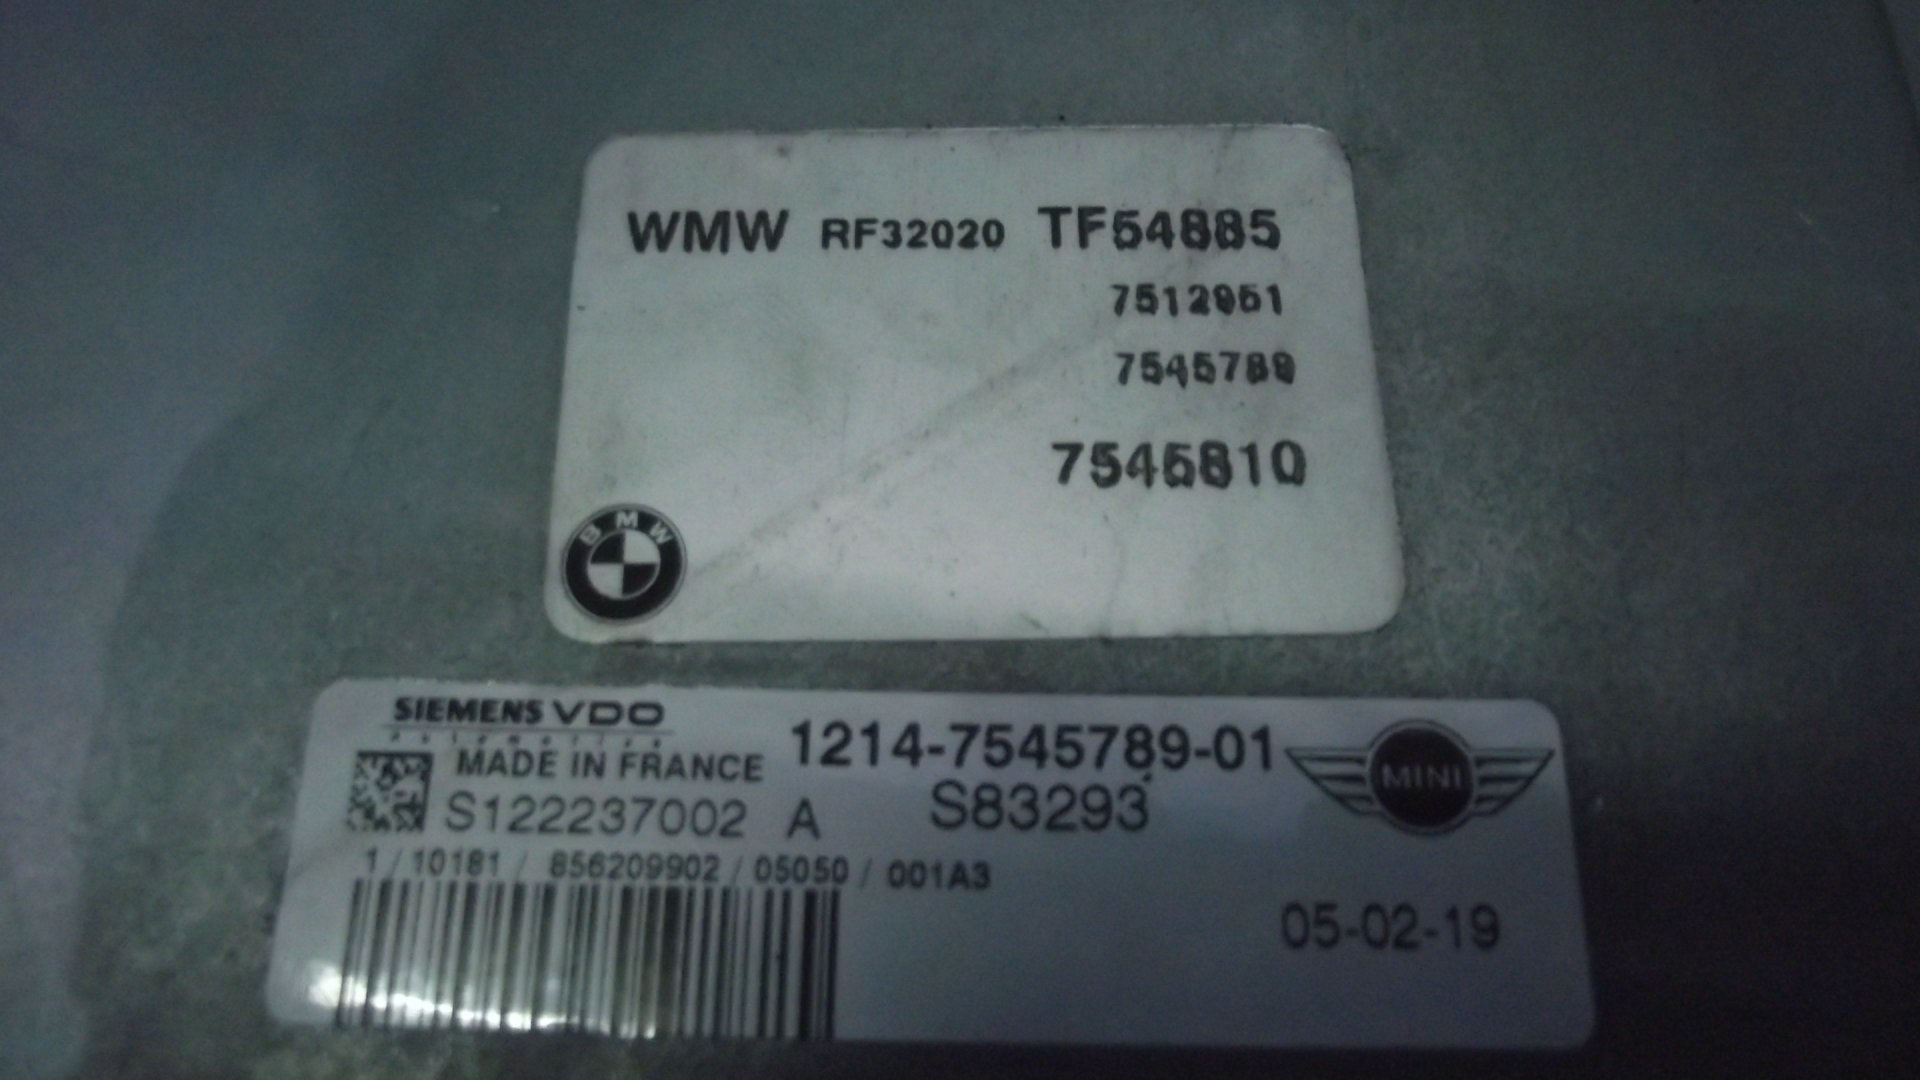 WMW RF32020 TF54885
7512951
7545789
7545810
BMW
SIEMENS VDO
Automotive
1214-7545789-01
MADE IN FRANCE
MINI
S122237002 A S83293
1 / 10181 / 856209902 / 05050 / 001A3
05-02-19